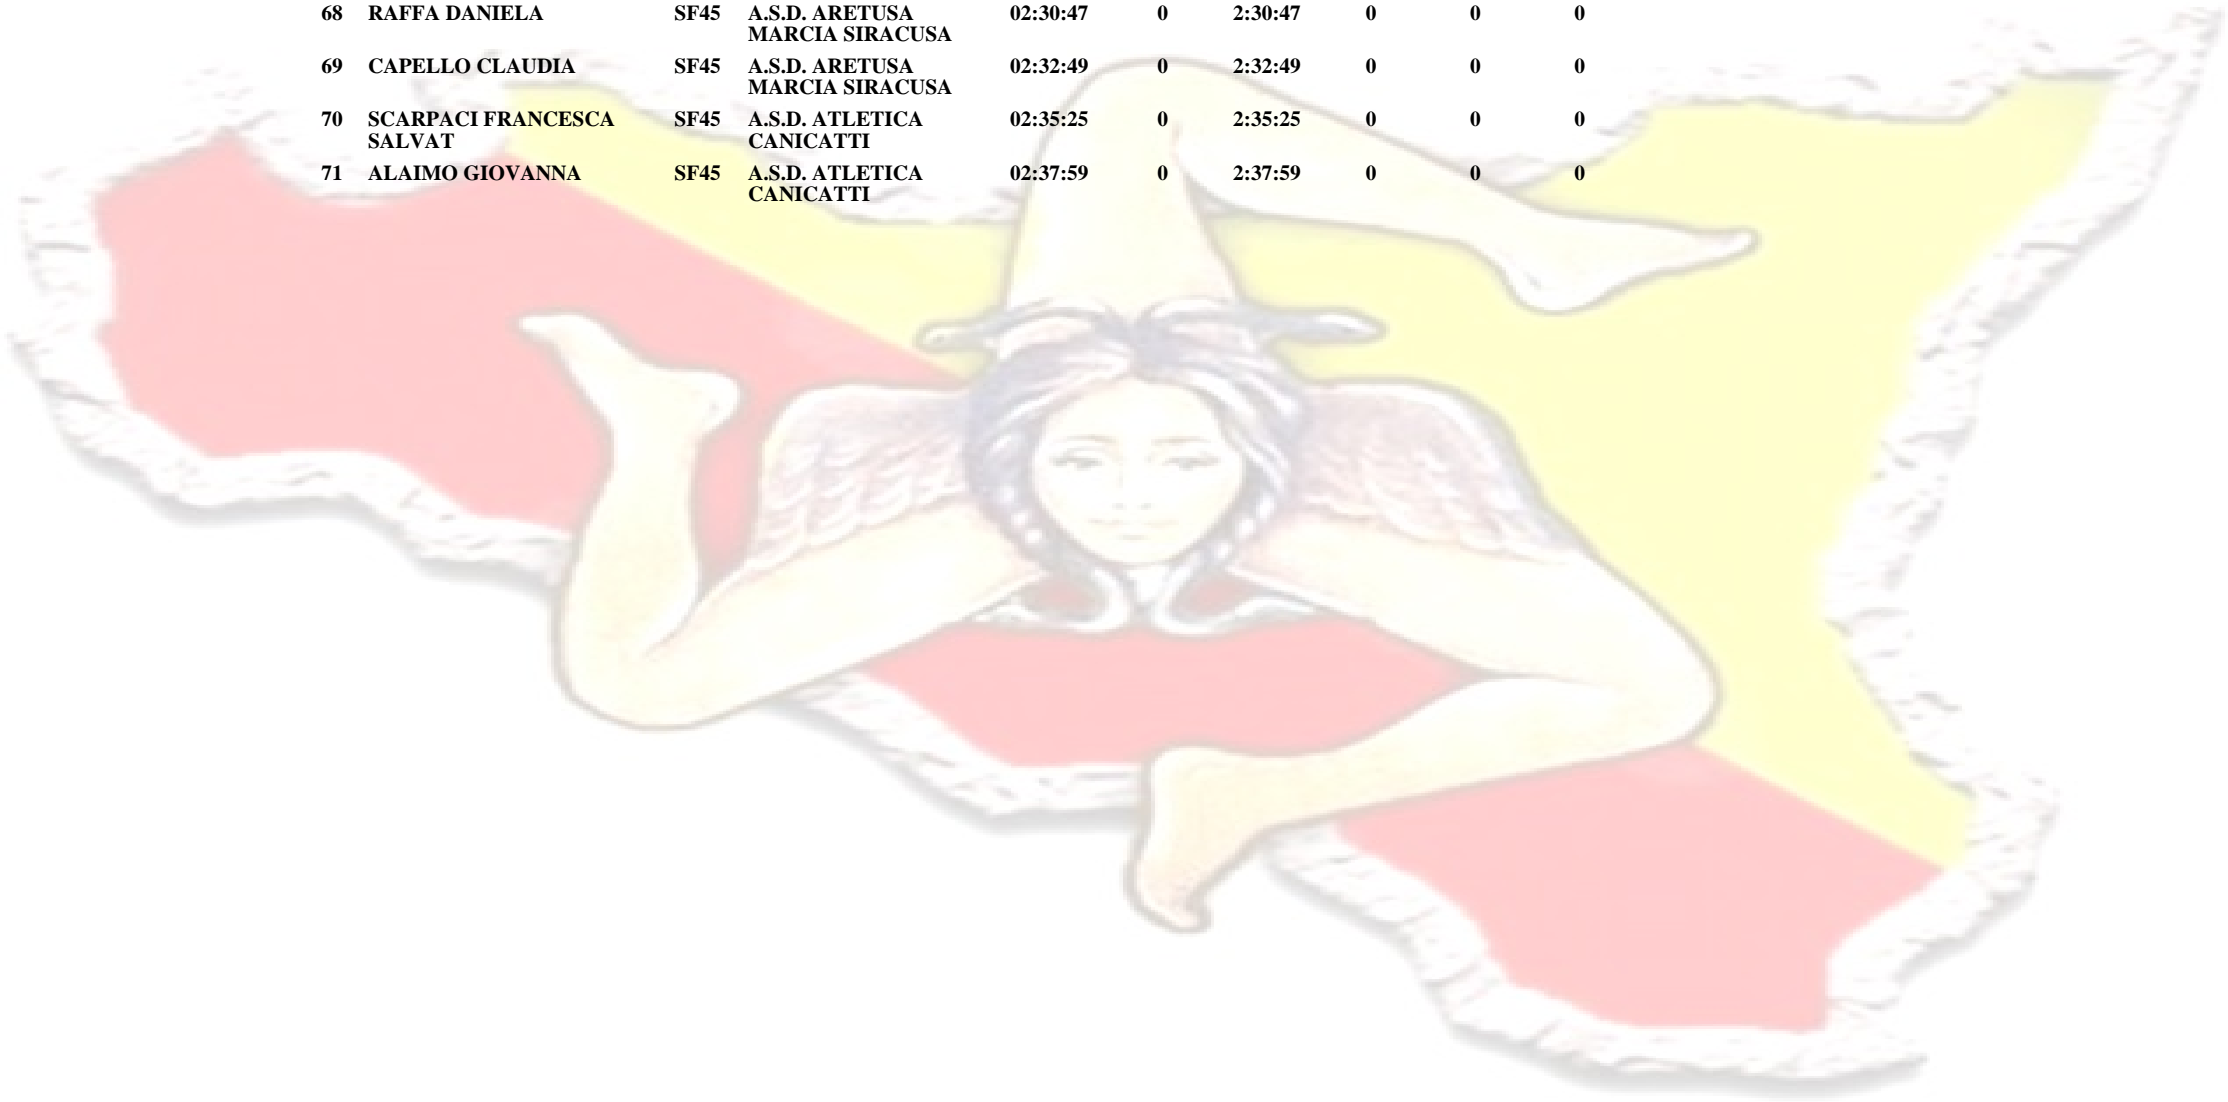 68 RAFFA DANIELA SF45 A.S.D. ARETUSA 02:30:47 0 2:30:47 0 0 0
MARCIA SIRACUSA
69 CAPELLO CLAUDIA SF45 A.S.D. ARETUSA 02:32:49 0 2:32:49 0 0 0
MARCIA SIRACUSA
70 SCARPACI FRANCESCA SF45 A.S.D. ATLETICA 02:35:25 0 2:35:25 0 0 0
SALVAT CANICATTI
71 ALAIMO GIOVANNA SF45 A.S.D. ATLETICA 02:37:59 0 2:37:59 0 0 0
CANICATTI